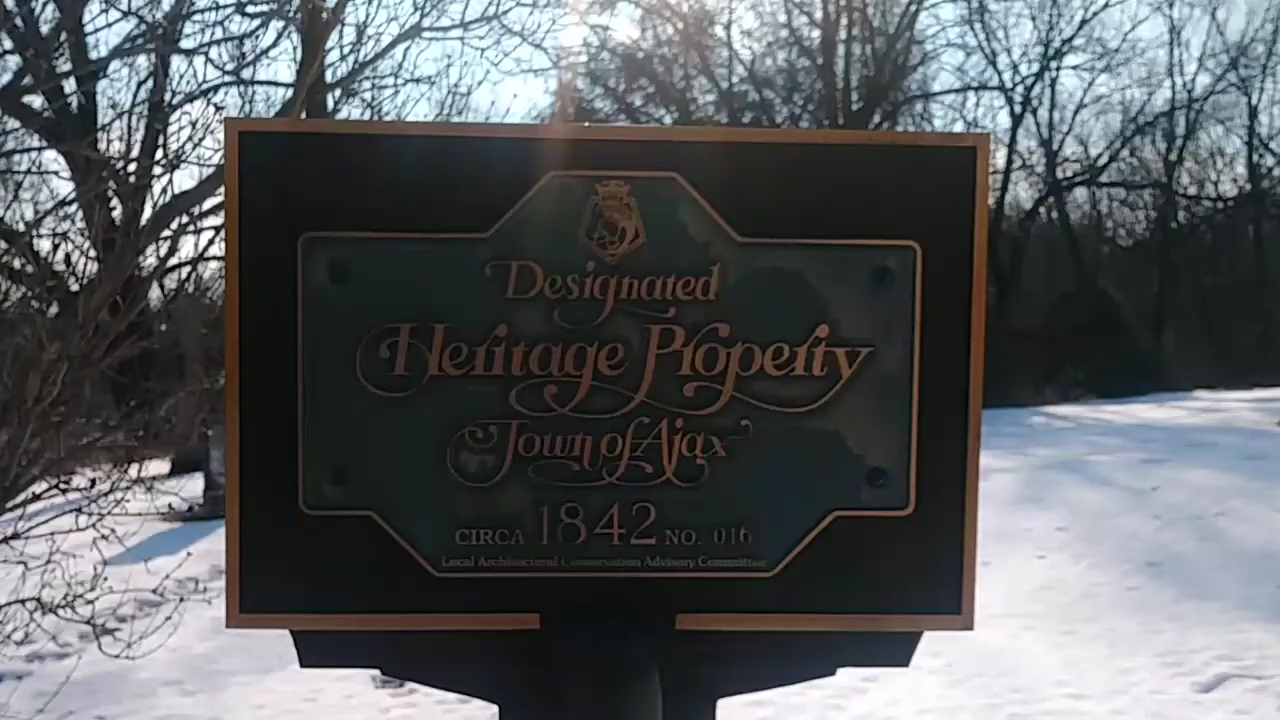 Designated
Heritage Property
Town of Ajax
CIRCA 1842 NO. 016
Local Architectural Conservation Advisory Committee